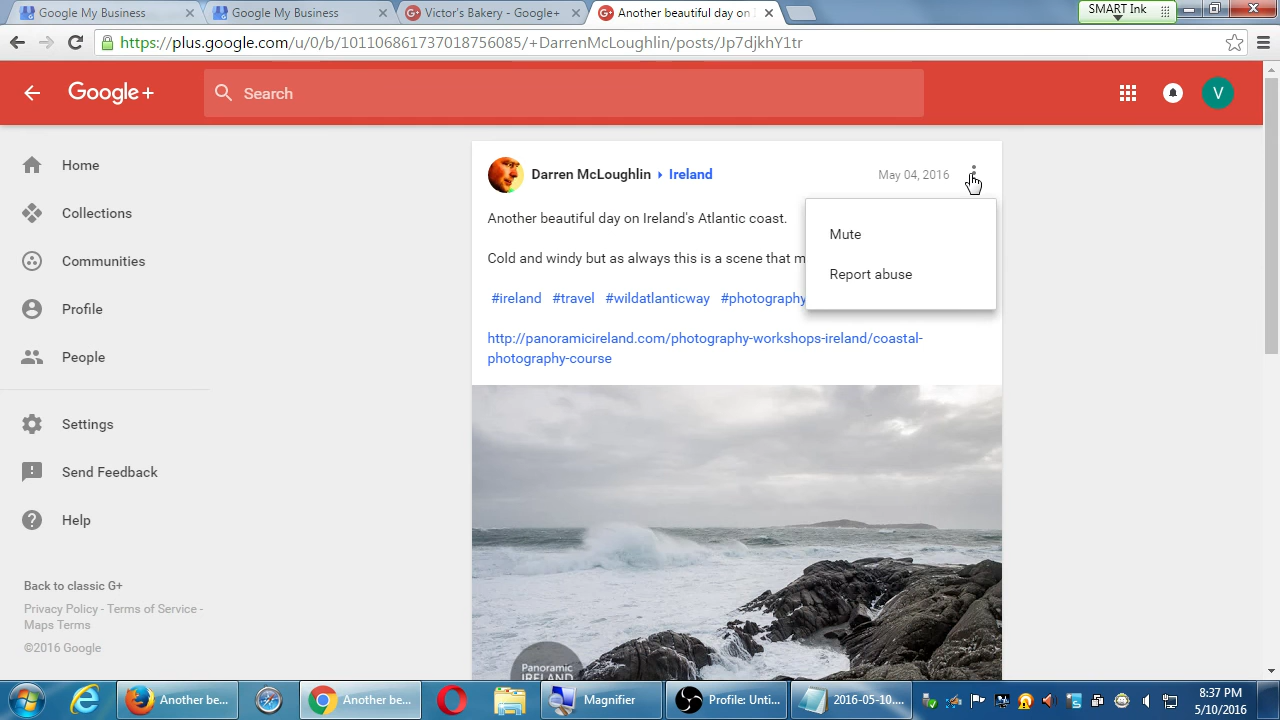 Google My Business
Google My Business
Victor's Bakery - Google+
Another beautiful day on
SMART Ink
https://plus.google.com/u/0/b/101106861737018756085/+DarrenMcLoughlin/posts/Jp7djkhY1tr
Google+
Search
V
Home
Collections
Communities
Profile
People
Settings
Send Feedback
Help
Back to classic G+
Privacy Policy - Terms of Service -
Maps Terms
©2016 Google
Darren McLoughlin Ireland
May 04, 2016
Another beautiful day on Ireland's Atlantic coast.
Cold and windy but as always this is a scene that
#ireland #travel #wildatlanticway #photography
http://panoramicireland.com/photography-workshops-ireland/coastal-
photography-course
Mute
Report abuse
Panoramic
IRELAND
Another be...
Another be...
Magnifier
Profile: Unti...
2016-05-10....
8:37 PM
5/10/2016